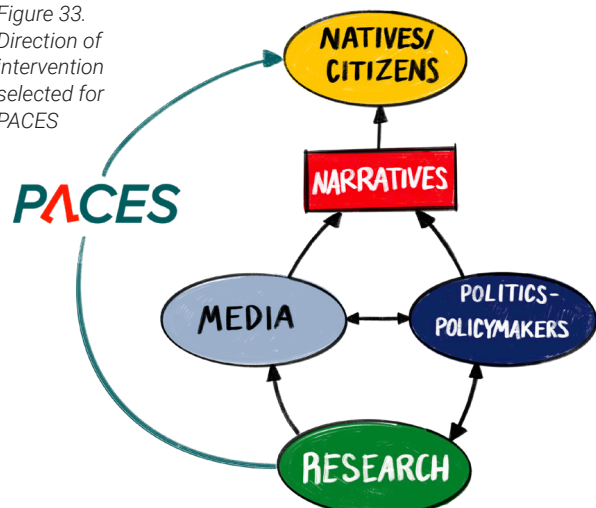 Figure 33.
Direction of
intervention
selected for
PACES
NATIVES/
CITIZENS
NARRATIVES
PACES
MEDIA
POLITICS-
POLICYMAKERS
RESEARCH